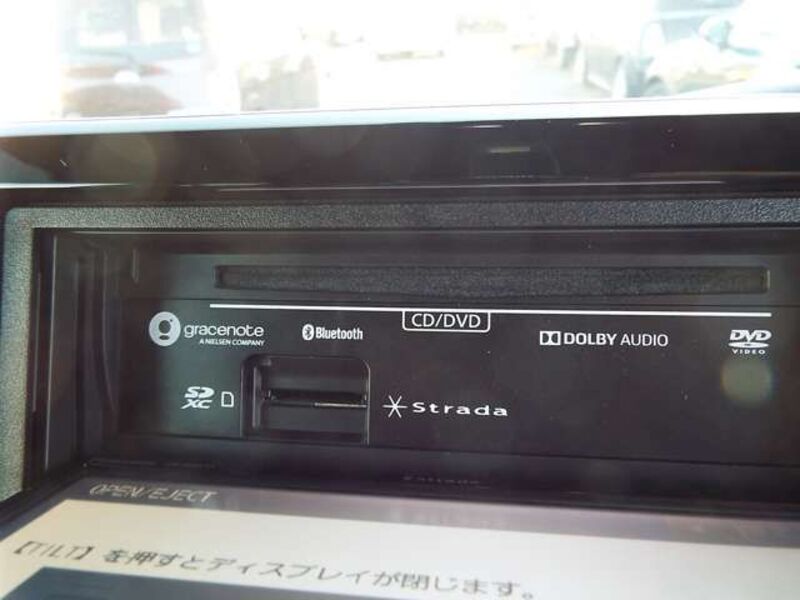 gracenote
A NIELSEN COMPANY
Bluetooth
CD/DVD
DOLBY AUDIO
DVD
VIDEO
SD
XC
Strada
Strada
OPEN/EJECT
【TILT】を押すとディスプレイが閉じます。